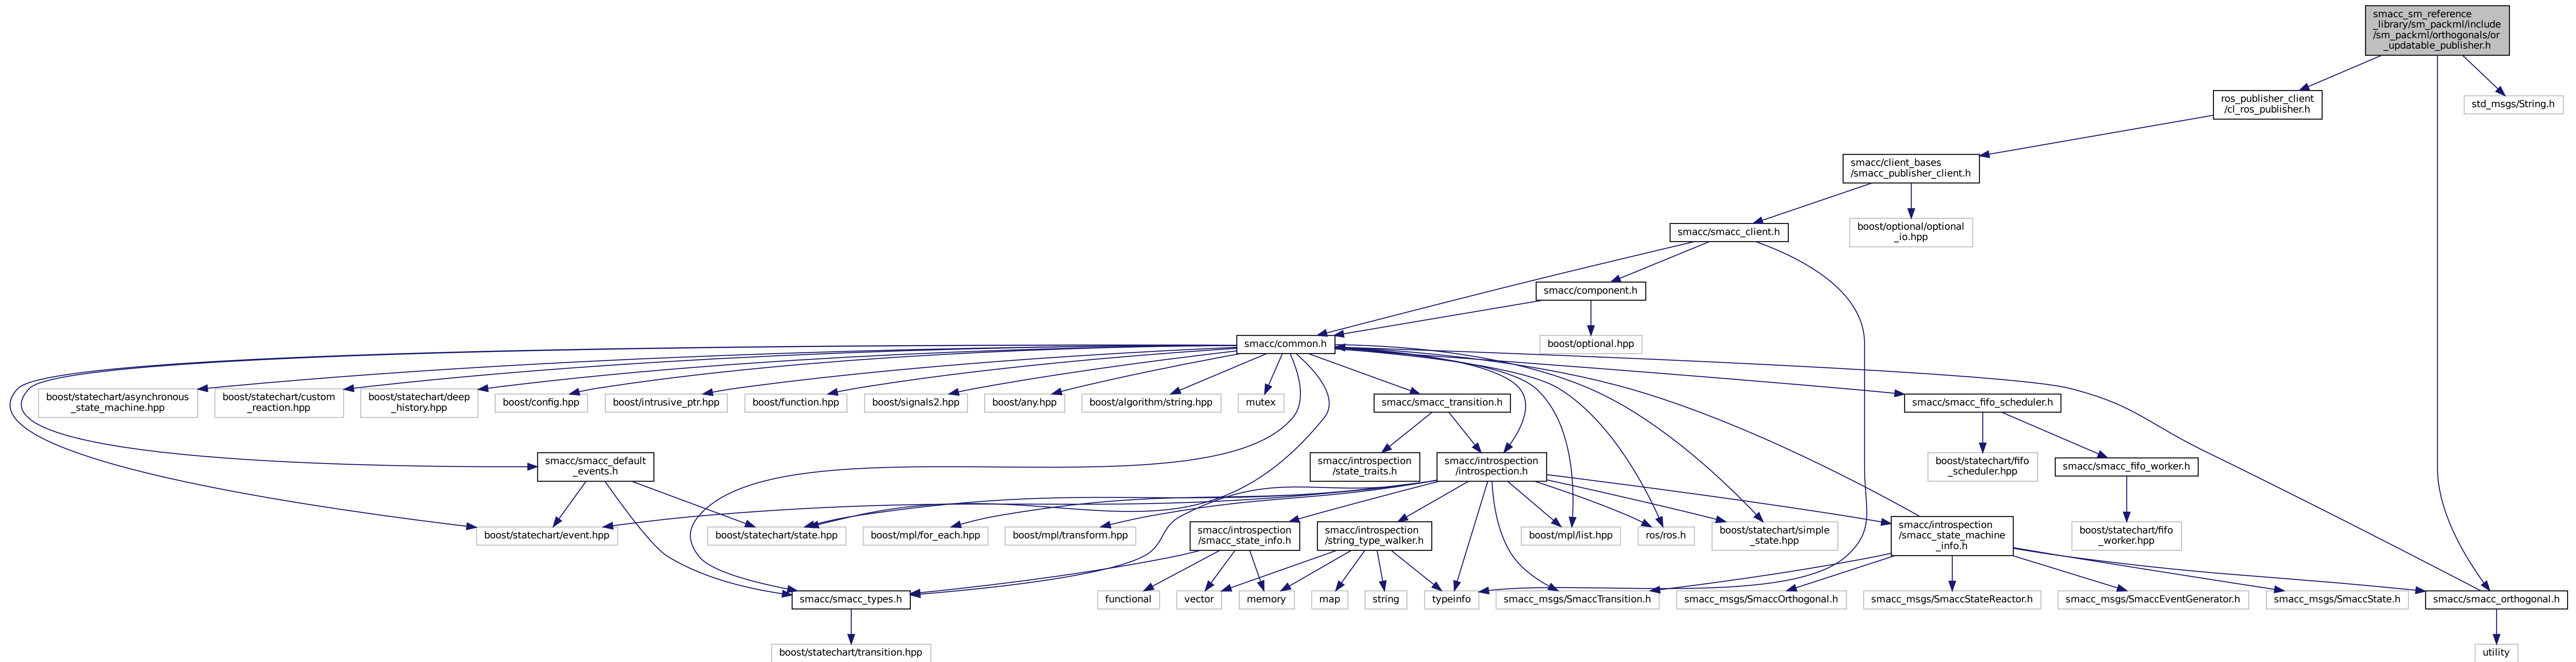 smacc_sm_reference
_library/sm_packml/include
/sm_packml/orthogonals/or
_updatable_publisher.h
ros_publisher_client
/cl_ros_publisher.h
std_msgs/String.h
smacc/client_bases
/smacc_publisher_client.h
smacc/smacc_client.h
boost/optional/optional
_io.hpp
smacc/component.h
smacc/common.h
boost/optional.hpp
boost/statechart/asynchronous
_state_machine.hpp
boost/statechart/custom
_reaction.hpp
boost/statechart/deep
_history.hpp
boost/config.hpp
boost/intrusive_ptr.hpp
boost/function.hpp
boost/signals2.hpp
boost/any.hpp
boost/algorithm/string.hpp
mutex
smacc/smacc_transition.h
smacc/smacc_fifo_scheduler.h
smacc/smacc_default
_events.h
smacc/introspection
/state_traits.h
smacc/introspection
/introspection.h
boost/statechart/fifo
_scheduler.hpp
smacc/smacc_fifo_worker.h
boost/statechart/event.hpp
boost/statechart/state.hpp
boost/mpl/for_each.hpp
boost/mpl/transform.hpp
smacc/introspection
/smacc_state_info.h
smacc/introspection
/string_type_walker.h
boost/mpl/list.hpp
ros/ros.h
boost/statechart/simple
_state.hpp
smacc/introspection
/smacc_state_machine
_info.h
boost/statechart/fifo
_worker.hpp
smacc/smacc_types.h
functional
vector
memory
map
string
typeinfo
smacc_msgs/SmaccTransition.h
smacc_msgs/SmaccOrthogonal.h
smacc_msgs/SmaccStateReactor.h
smacc_msgs/SmaccEventGenerator.h
smacc_msgs/SmaccState.h
smacc/smacc_orthogonal.h
boost/statechart/transition.hpp
utility